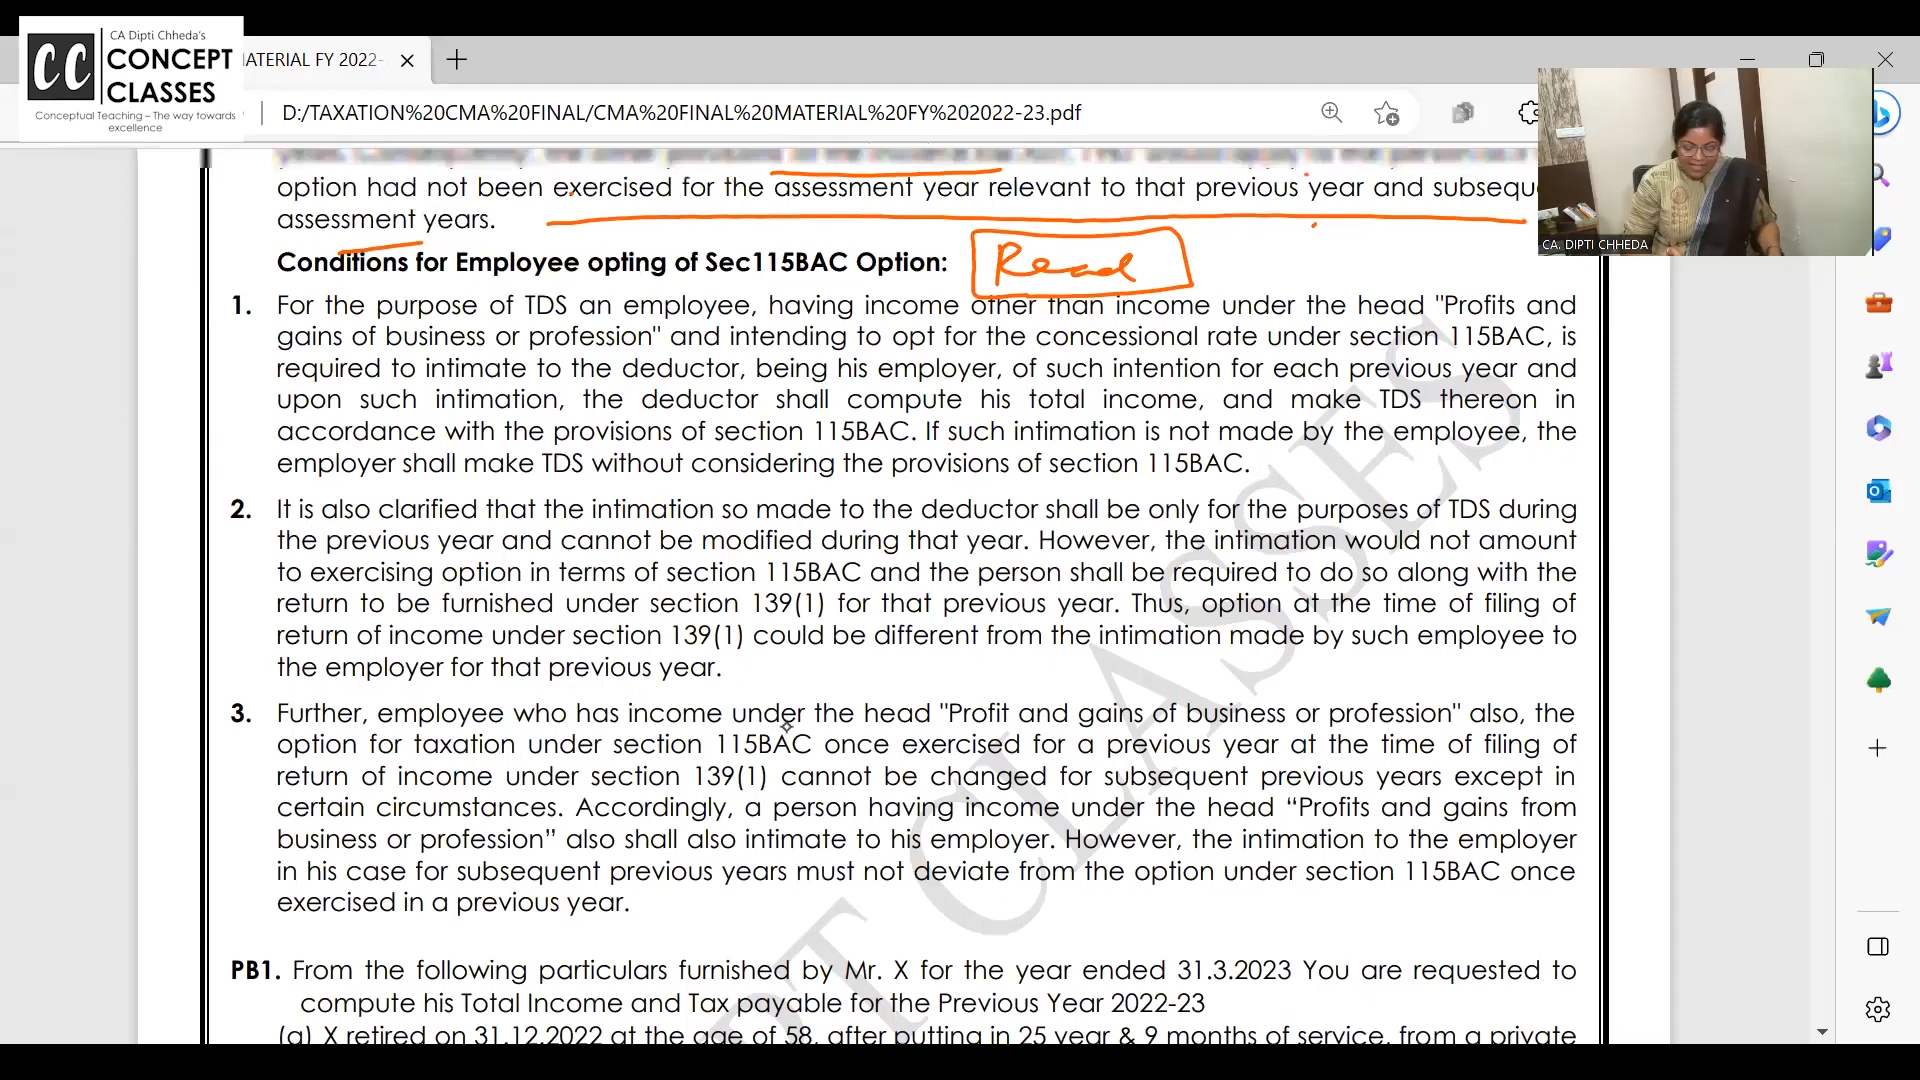 CA Dipti Chheda's
CC CONCEPT
CLASSES
Conceptual Teaching – The way towards
excellence
ATERIAL FY 2022-
D:/TAXATION%20CMA%20FINAL/CMA%20FINAL%20MATERIAL%20FY%202022-23.pdf
option had not been exercised for the assessment year relevant to that previous year and subsequ
assessment years.
CA. DIPTI CHHEDA
Conditions for Employee opting of Sec115BAC Option: Read
1. For the purpose of TDS an employee, having income other than income under the head "Profits and
gains of business or profession" and intending to opt for the concessional rate under section 115BAC, is
required to intimate to the deductor, being his employer, of such intention for each previous year and
upon such intimation, the deductor shall compute his total income, and make TDS thereon in
accordance with the provisions of section 115BAC. If such intimation is not made by the employee, the
employer shall make TDS without considering the provisions of section 115BAC.
2. It is also clarified that the intimation so made to the deductor shall be only for the purposes of TDS during
the previous year and cannot be modified during that year. However, the intimation would not amount
to exercising option in terms of section 115BAC and the person shall be required to do so along with the
return to be furnished under section 139(1) for that previous year. Thus, option at the time of filing of
return of income under section 139(1) could be different from the intimation made by such employee to
the employer for that previous year.
3. Further, employee who has income under the head "Profit and gains of business or profession" also, the
option for taxation under section 115BAC once exercised for a previous year at the time of filing of
return of income under section 139(1) cannot be changed for subsequent previous years except in
certain circumstances. Accordingly, a person having income under the head “Profits and gains from
business or profession” also shall also intimate to his employer. However, the intimation to the employer
in his case for subsequent previous years must not deviate from the option under section 115BAC once
exercised in a previous year.
PT CLASSES
PB1. From the following particulars furnished by Mr. X for the year ended 31.3.2023 You are requested to
compute his Total Income and Tax payable for the Previous Year 2022-23
(a) X retired on 31.12.2022 at the age of 58, after putting in 25 year & 9 months of service, from a private